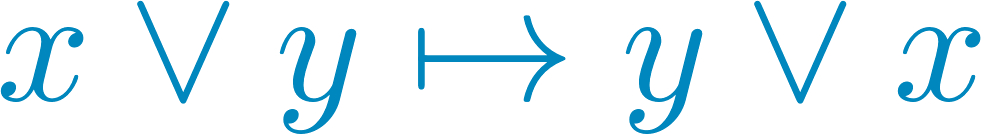 x ∨ y ↦ y ∨ x